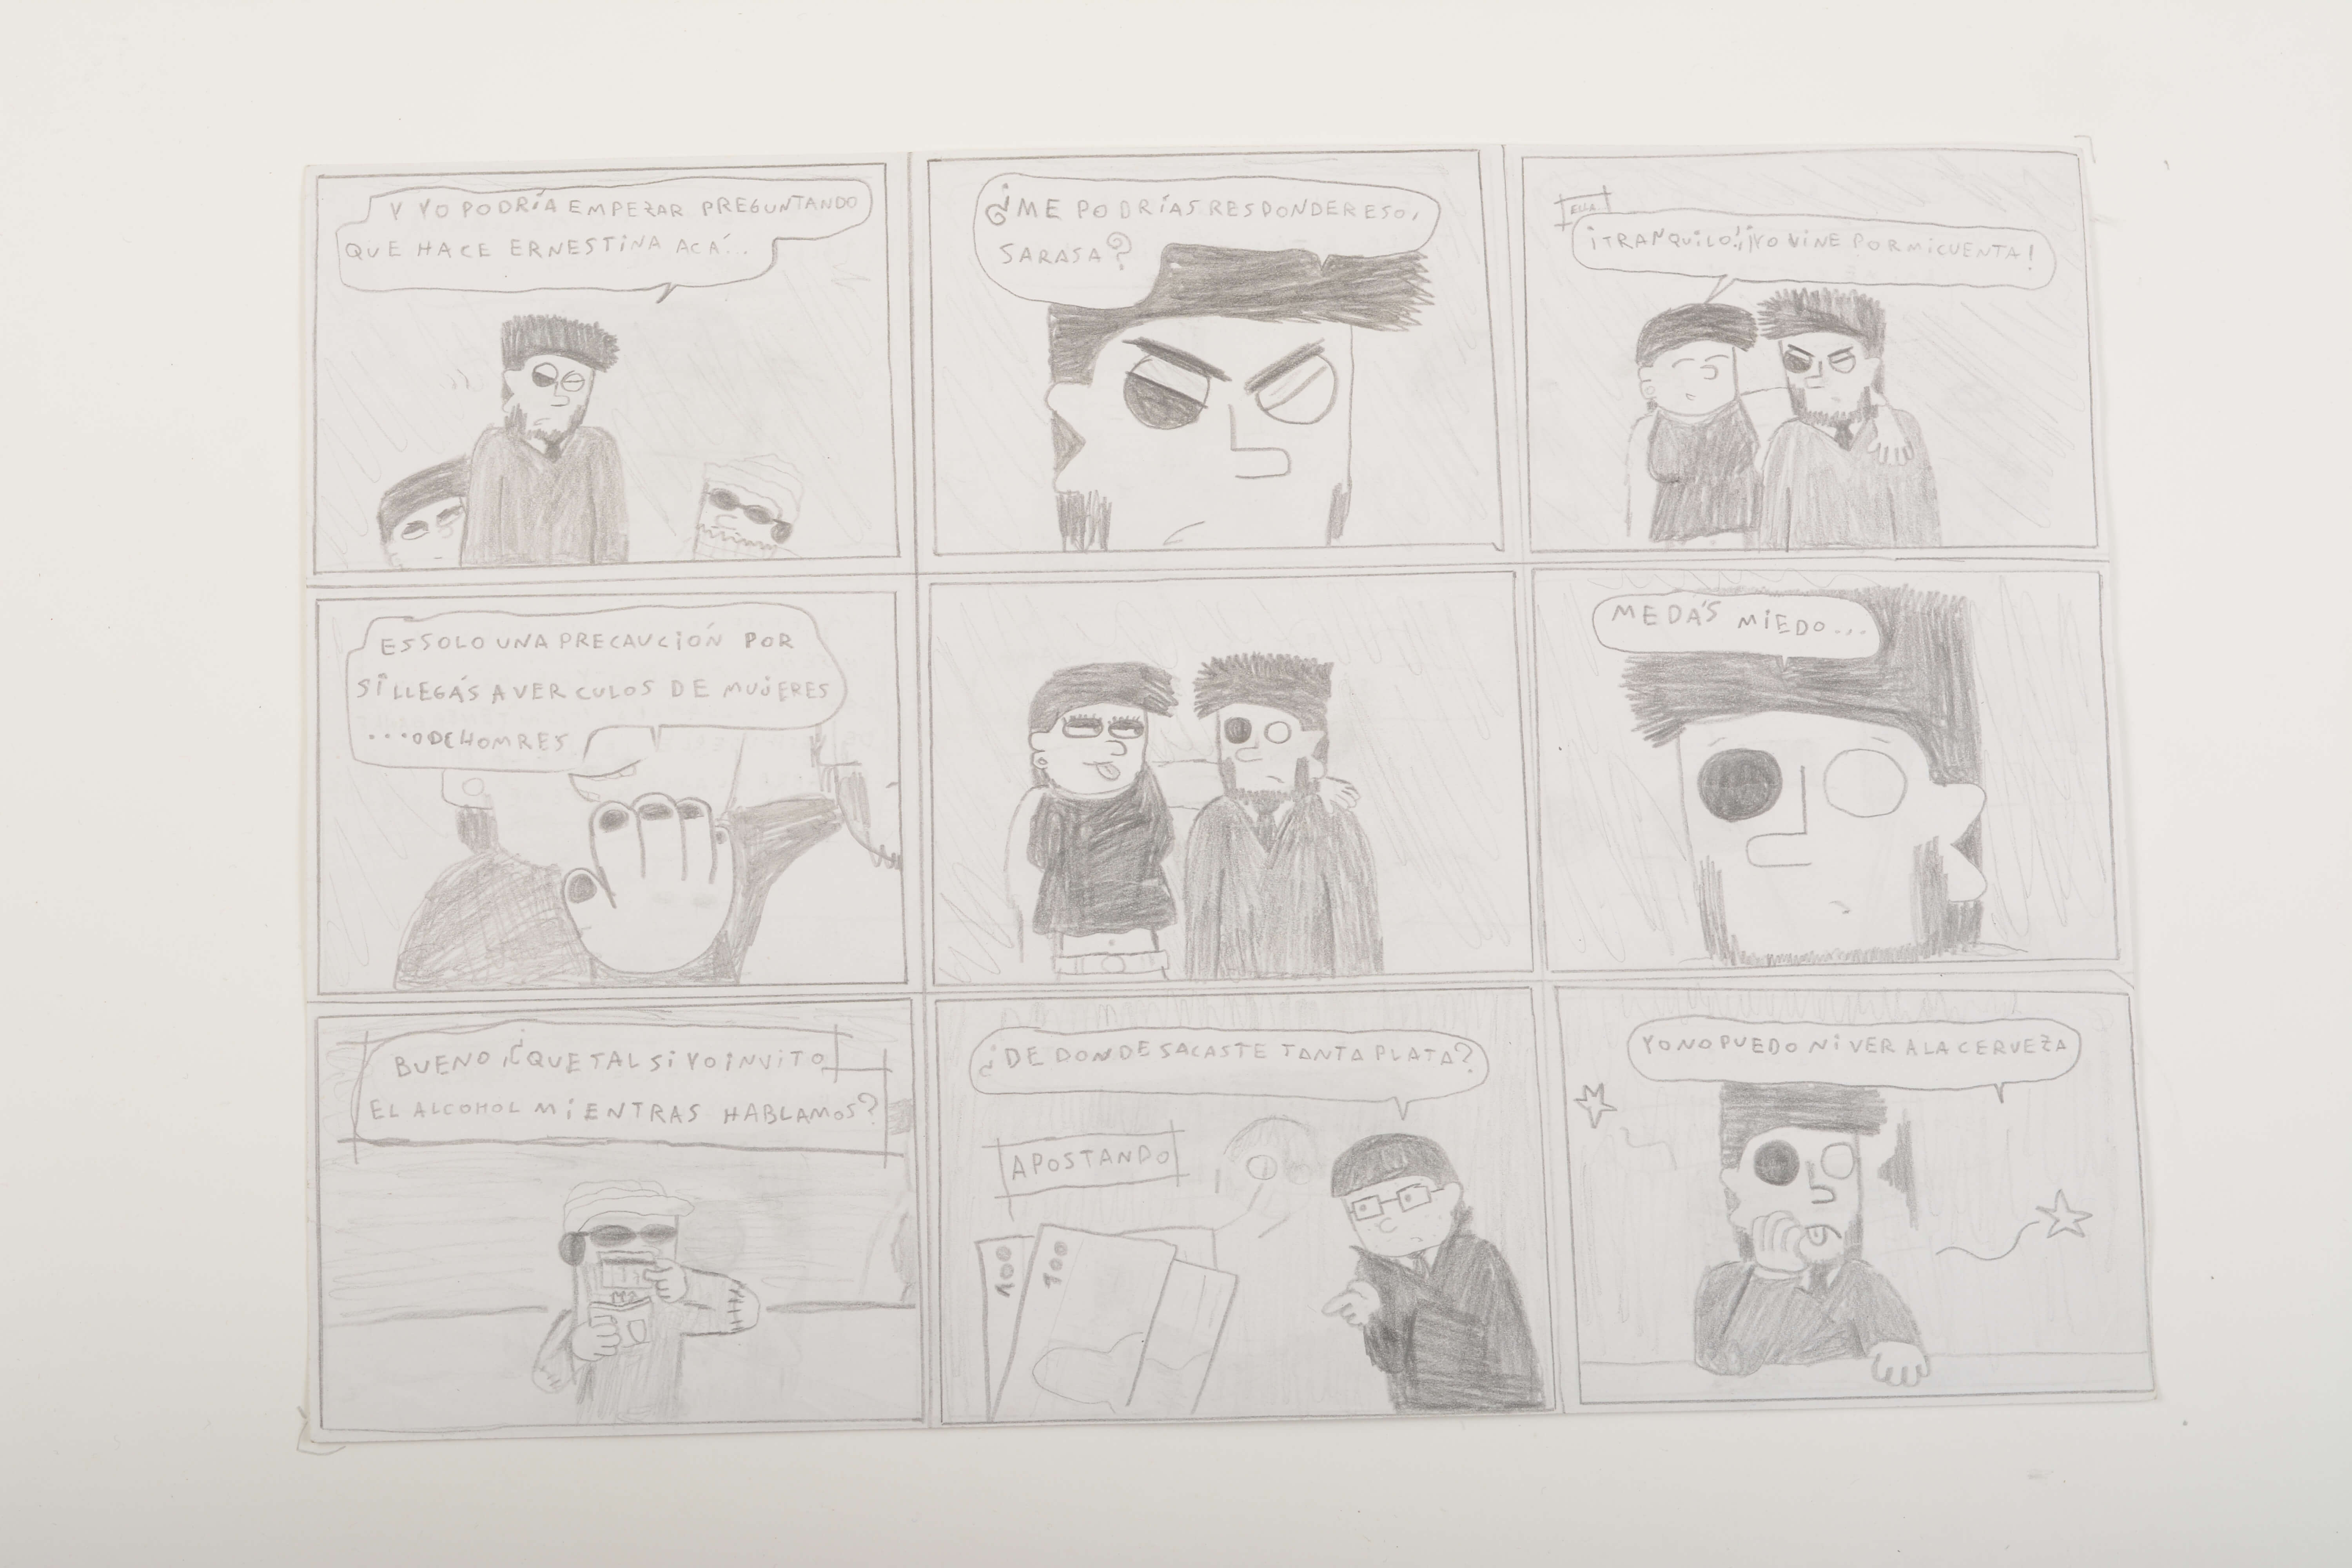 Y YO PODRÍA EMPEZAR PREGUNTANDO
QUE HACE ERNESTINA ACÁ...
¿ME PODRÍAS RESPONDER ESO,
SARASA?
ELLA
¡TRANQUILO! ¡YO VINE POR MI CUENTA!
ES SOLO UNA PRECAUCIÓN POR
SI LLEGÁS A VER CULOS DE MUJERES
...O DE HOMRES
ME DÁS MIEDO...
BUENO, ¿QUE TAL SI YO INVITO
EL ALCOHOL MIENTRAS HABLAMOS?
¿DE DONDE SACASTE TANTA PLATA?
APOSTANDO
100
100
YO NO PUEDO NI VER A LA CERVEZA